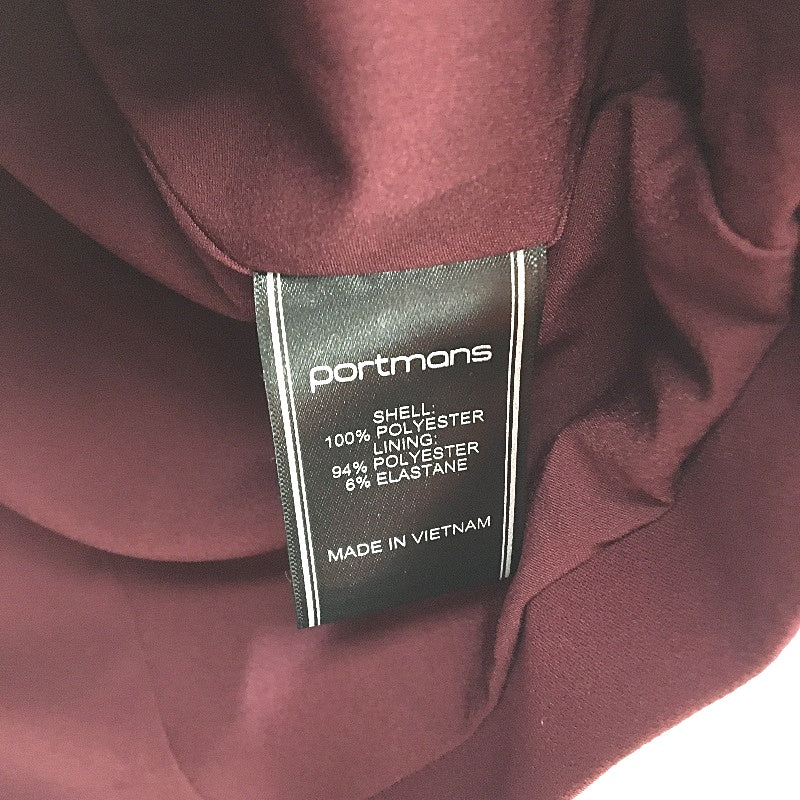 portmans
SHELL:
100% POLYESTER
LINING:
94% POLYESTER
6% ELASTANE
MADE IN VIETNAM